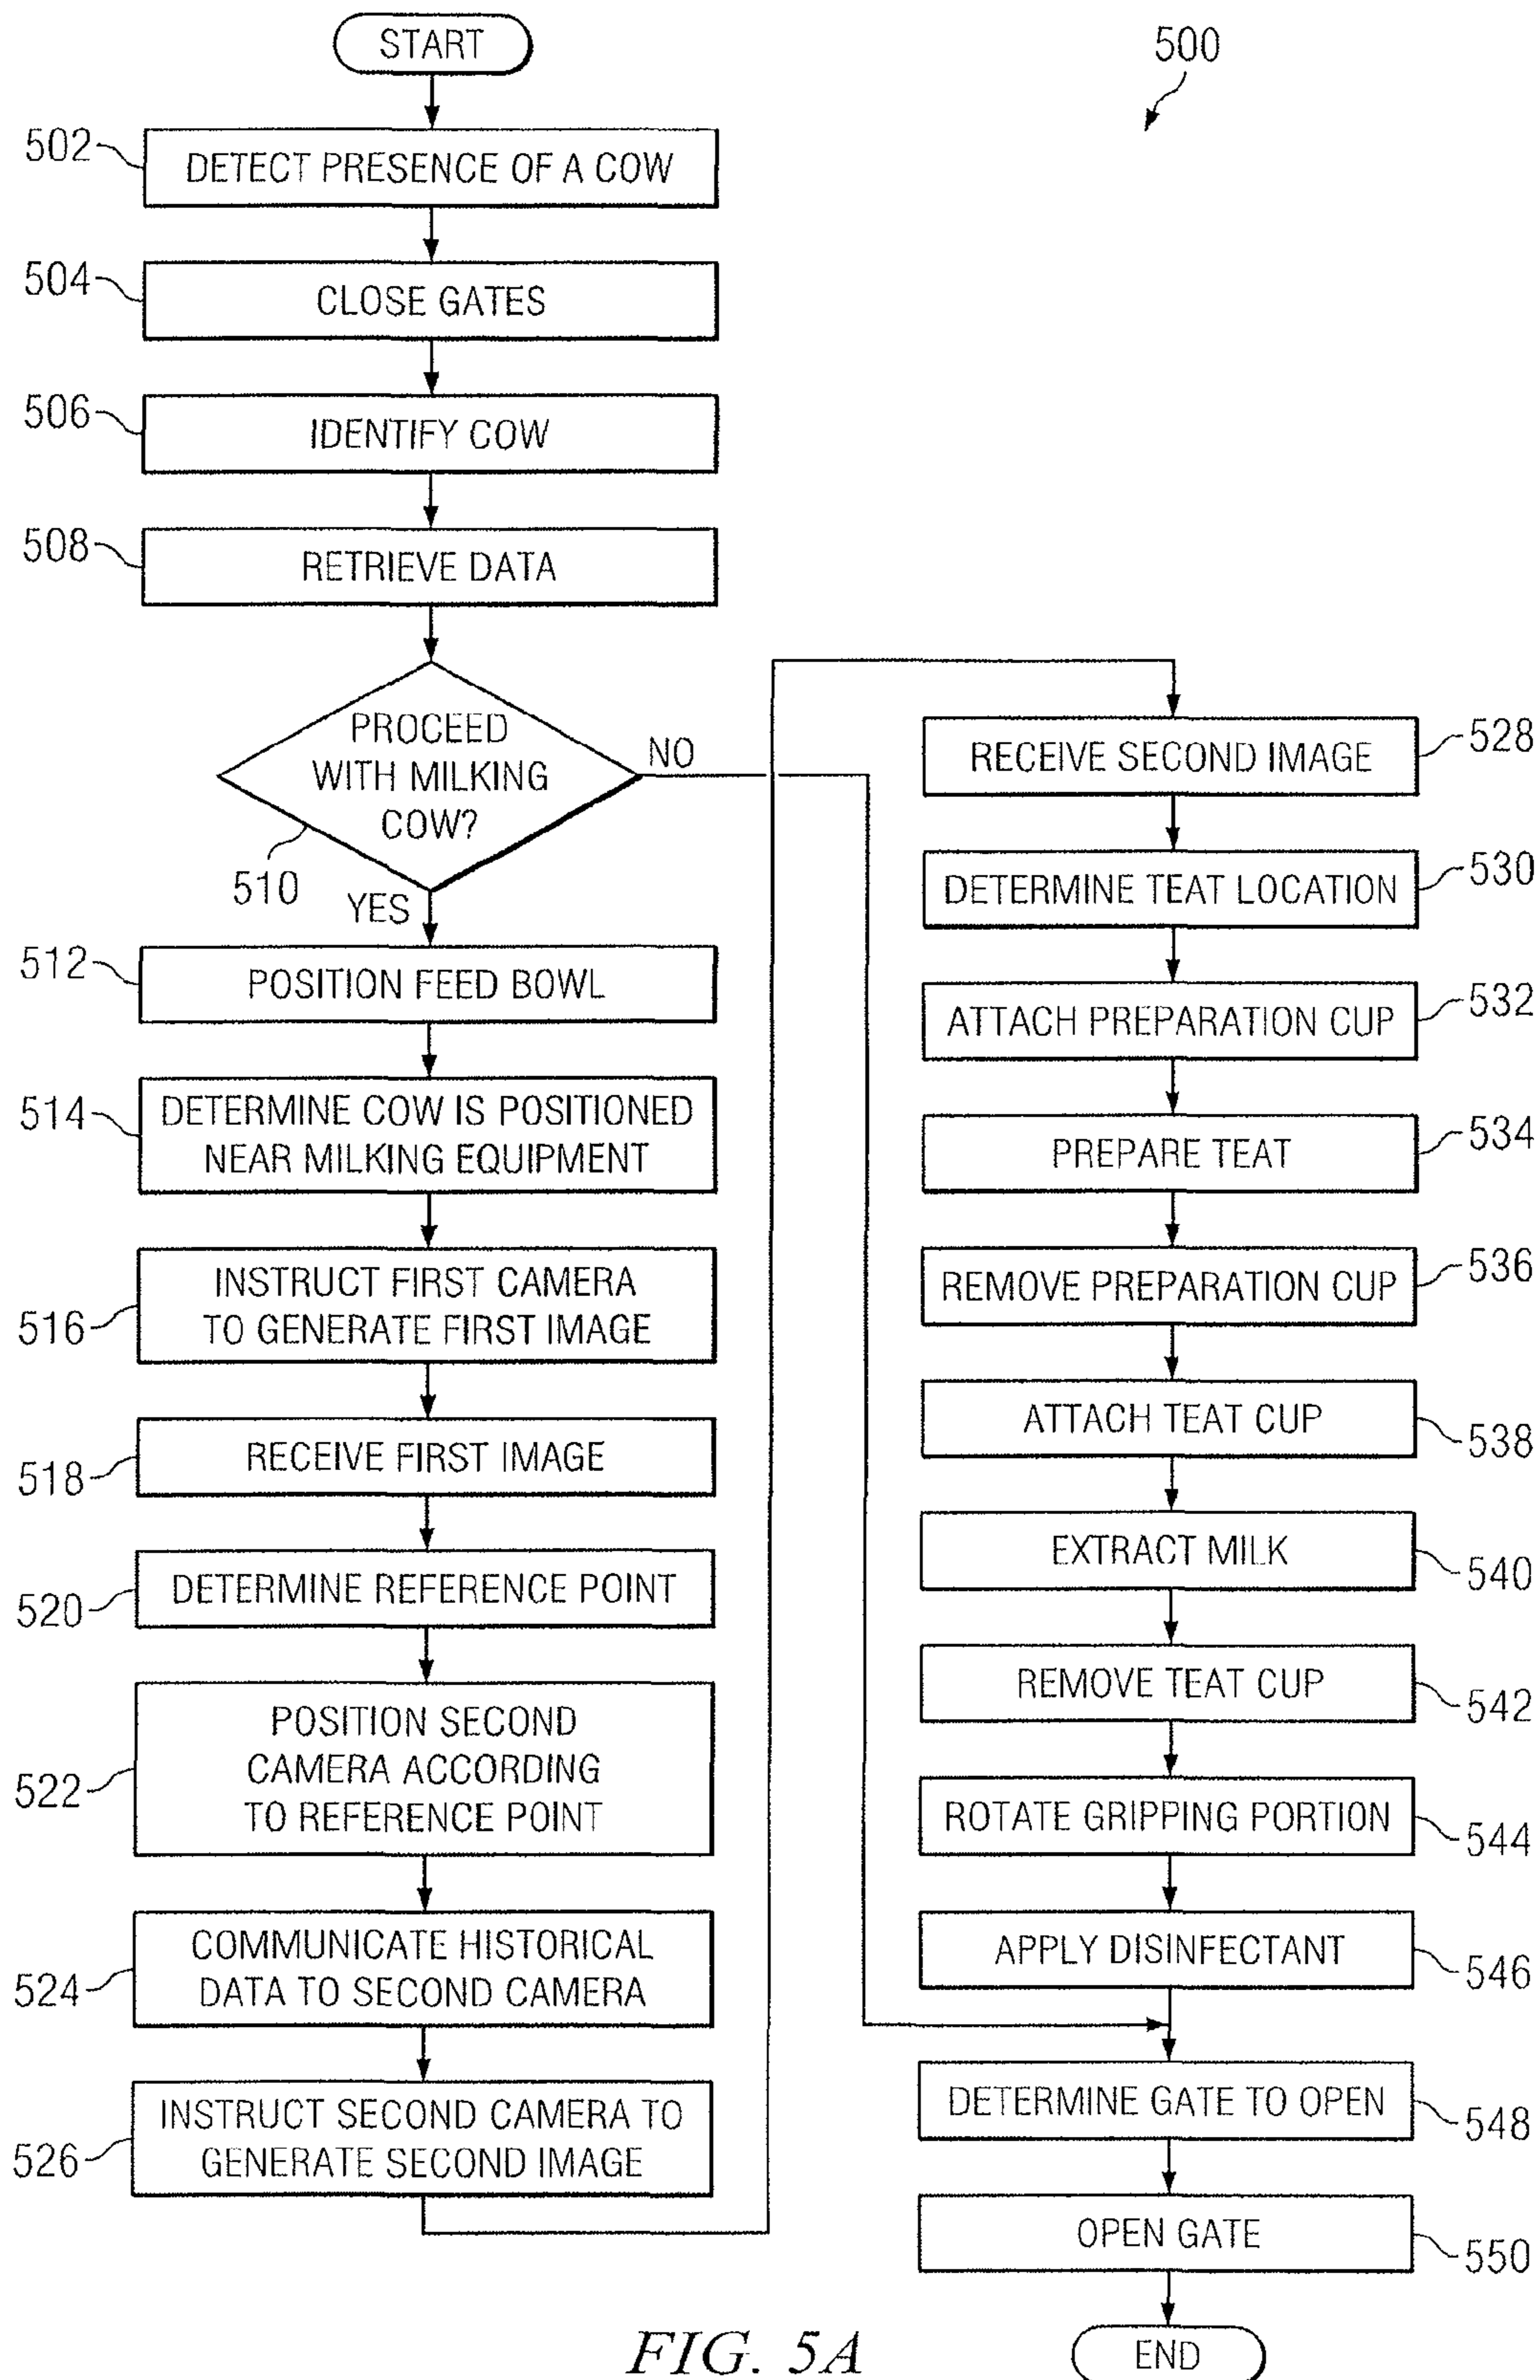 START
500
502
DETECT PRESENCE OF A COW
504
CLOSE GATES
506
IDENTIFY COW
508
RETRIEVE DATA
PROCEED
WITH MILKING
COW?
NO
510
YES
512
POSITION FEED BOWL
514
DETERMINE COW IS POSITIONED
NEAR MILKING EQUIPMENT
516
INSTRUCT FIRST CAMERA
TO GENERATE FIRST IMAGE
518
RECEIVE FIRST IMAGE
520
DETERMINE REFERENCE POINT
522
POSITION SECOND
CAMERA ACCORDING
TO REFERENCE POINT
524
COMMUNICATE HISTORICAL
DATA TO SECOND CAMERA
526
INSTRUCT SECOND CAMERA TO
GENERATE SECOND IMAGE
RECEIVE SECOND IMAGE
528
DETERMINE TEAT LOCATION
530
ATTACH PREPARATION CUP
532
PREPARE TEAT
534
REMOVE PREPARATION CUP
536
ATTACH TEAT CUP
538
EXTRACT MILK
540
REMOVE TEAT CUP
542
ROTATE GRIPPING PORTION
544
APPLY DISINFECTANT
546
DETERMINE GATE TO OPEN
548
OPEN GATE
550
END
FIG. 5A